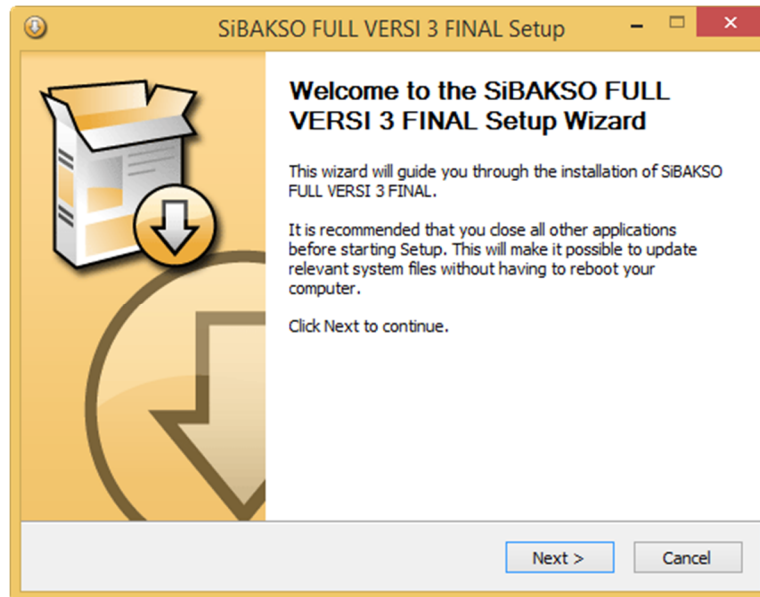 SiBAKSO FULL VERSI 3 FINAL Setup
Welcome to the SiBAKSO FULL
VERSI 3 FINAL Setup Wizard
This wizard will guide you through the installation of SiBAKSO
FULL VERSI 3 FINAL.
It is recommended that you close all other applications
before starting Setup. This will make it possible to update
relevant system files without having to reboot your
computer.
Click Next to continue.
Next >
Cancel